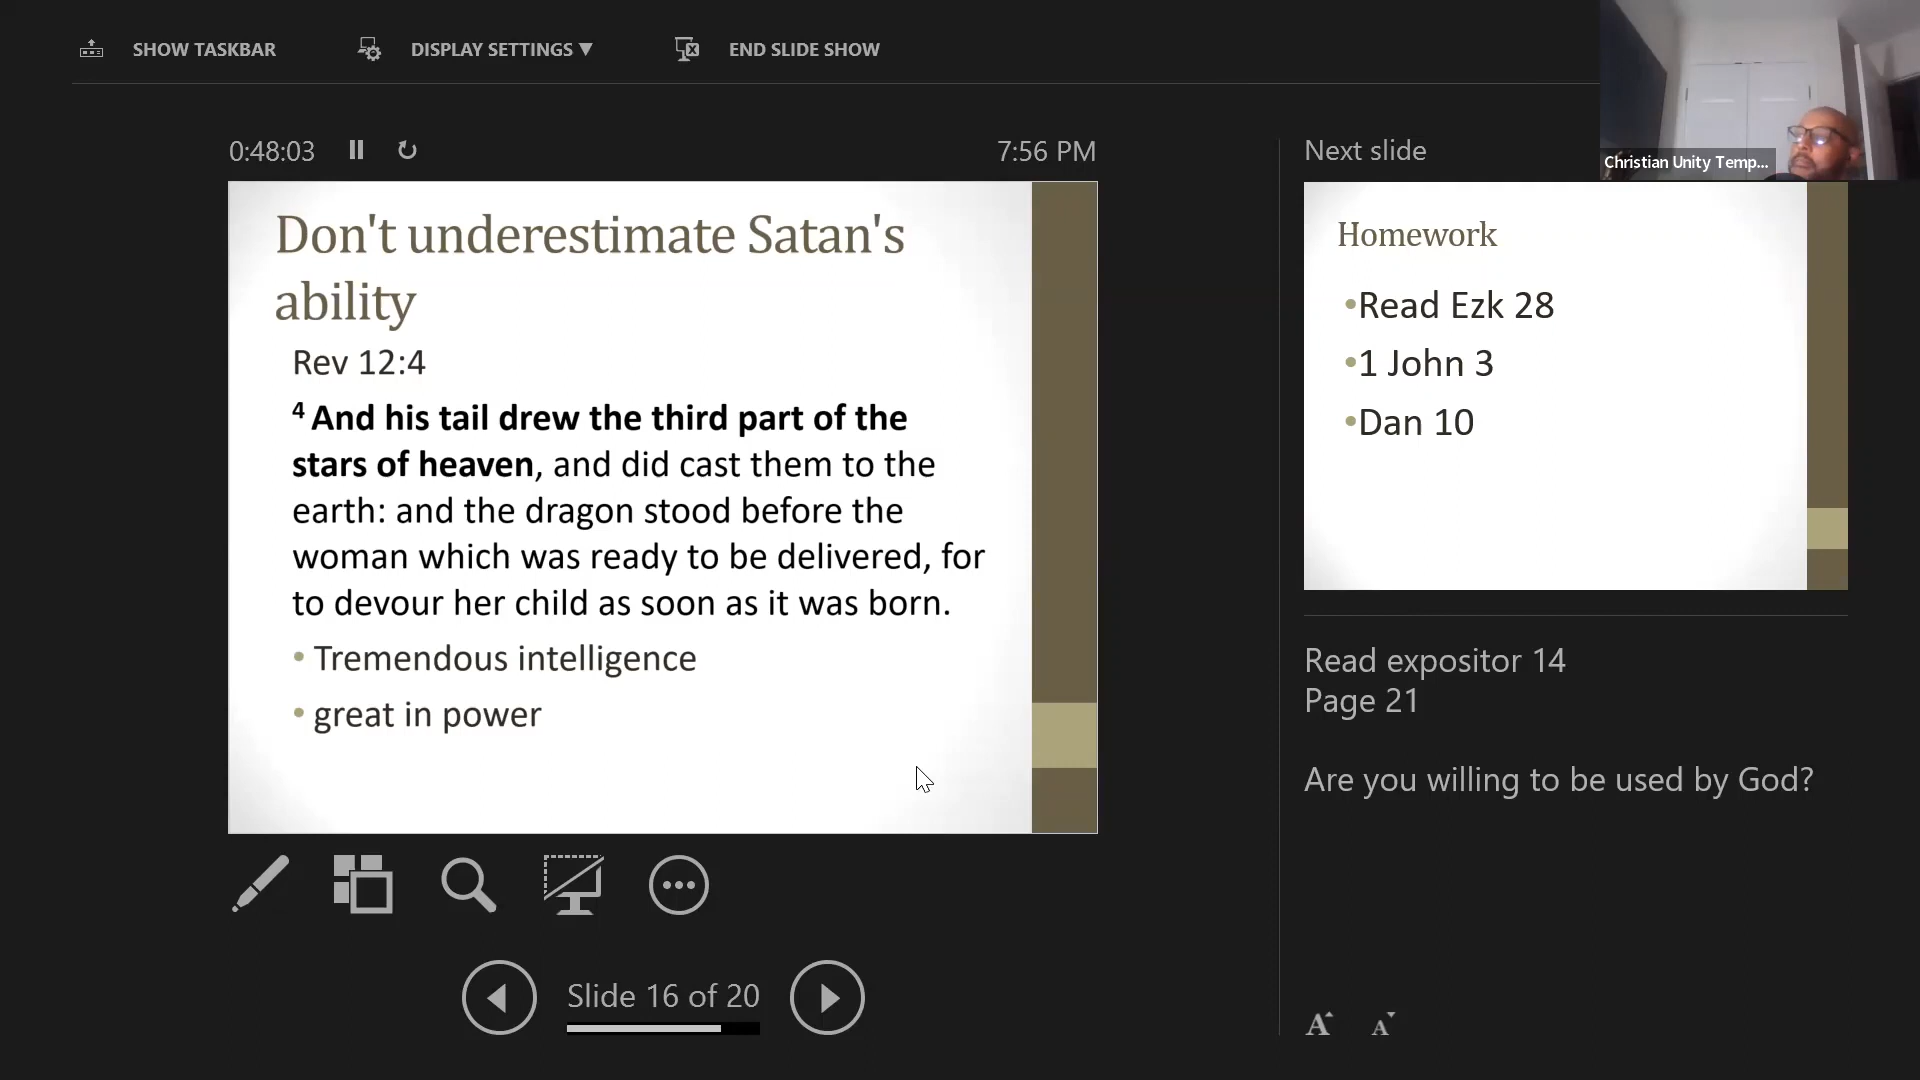 SHOW TASKBAR
DISPLAY SETTINGS ▼
END SLIDE SHOW
Christian Unity Temp...
0:48:03
7:56 PM
Don't underestimate Satan's
ability
Rev 12:4
4 And his tail drew the third part of the
stars of heaven, and did cast them to the
earth: and the dragon stood before the
woman which was ready to be delivered, for
to devour her child as soon as it was born.
• Tremendous intelligence
• great in power
Slide 16 of 20
Next slide
Homework
•Read Ezk 28
•1 John 3
•Dan 10
Read expositor 14
Page 21
Are you willing to be used by God?
A
A